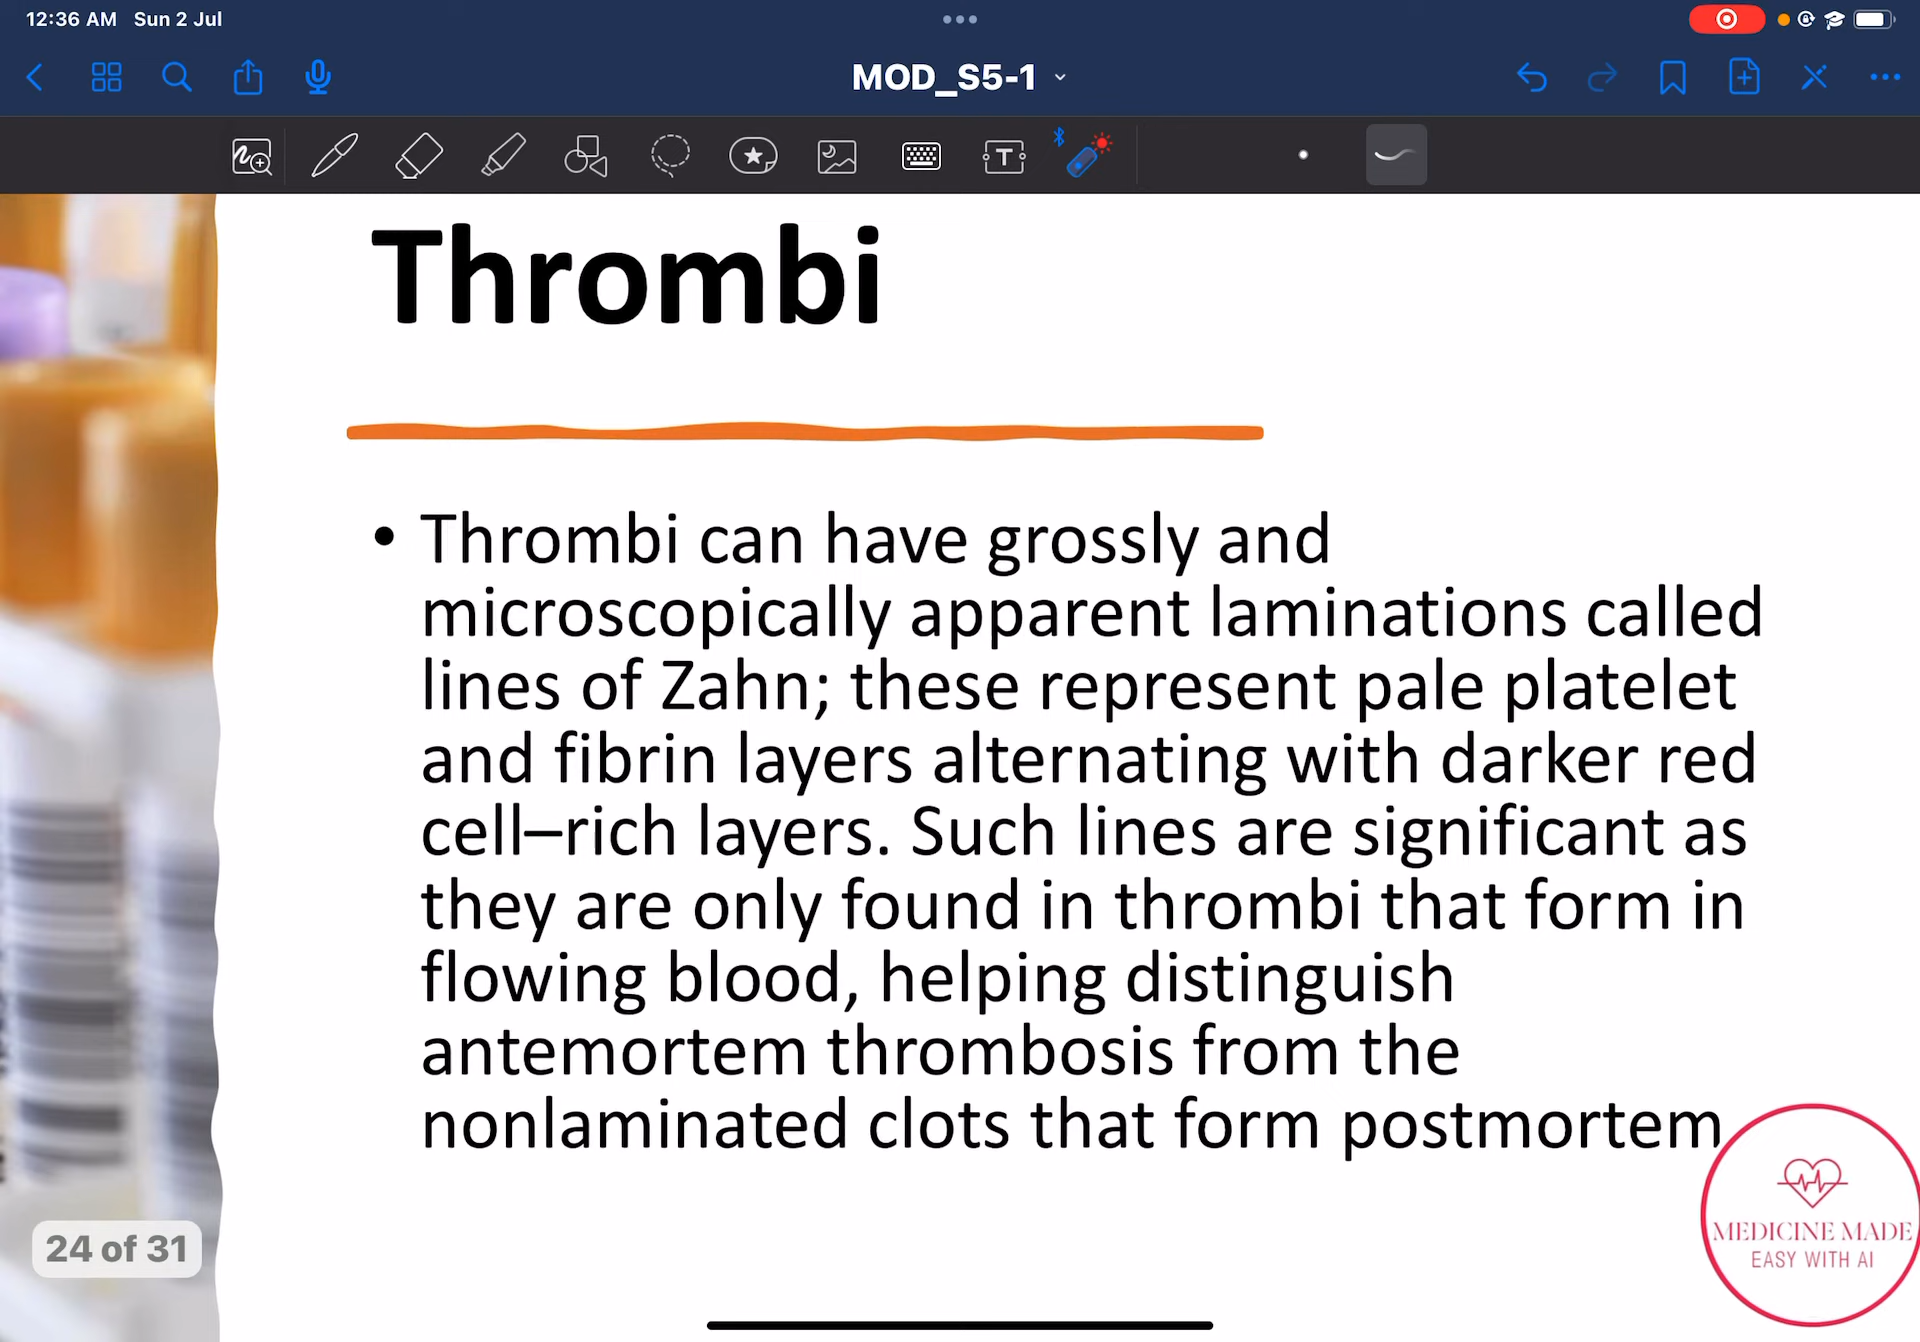 12:36 AM Sun 2 Jul
MOD_S5-1
T
Thrombi
• Thrombi can have grossly and
microscopically apparent laminations called
lines of Zahn; these represent pale platelet
and fibrin layers alternating with darker red
cell–rich layers. Such lines are significant as
they are only found in thrombi that form in
flowing blood, helping distinguish
antemortem thrombosis from the
nonlaminated clots that form postmortem
24 of 31
MEDICINE MADE
EASY WITH AI